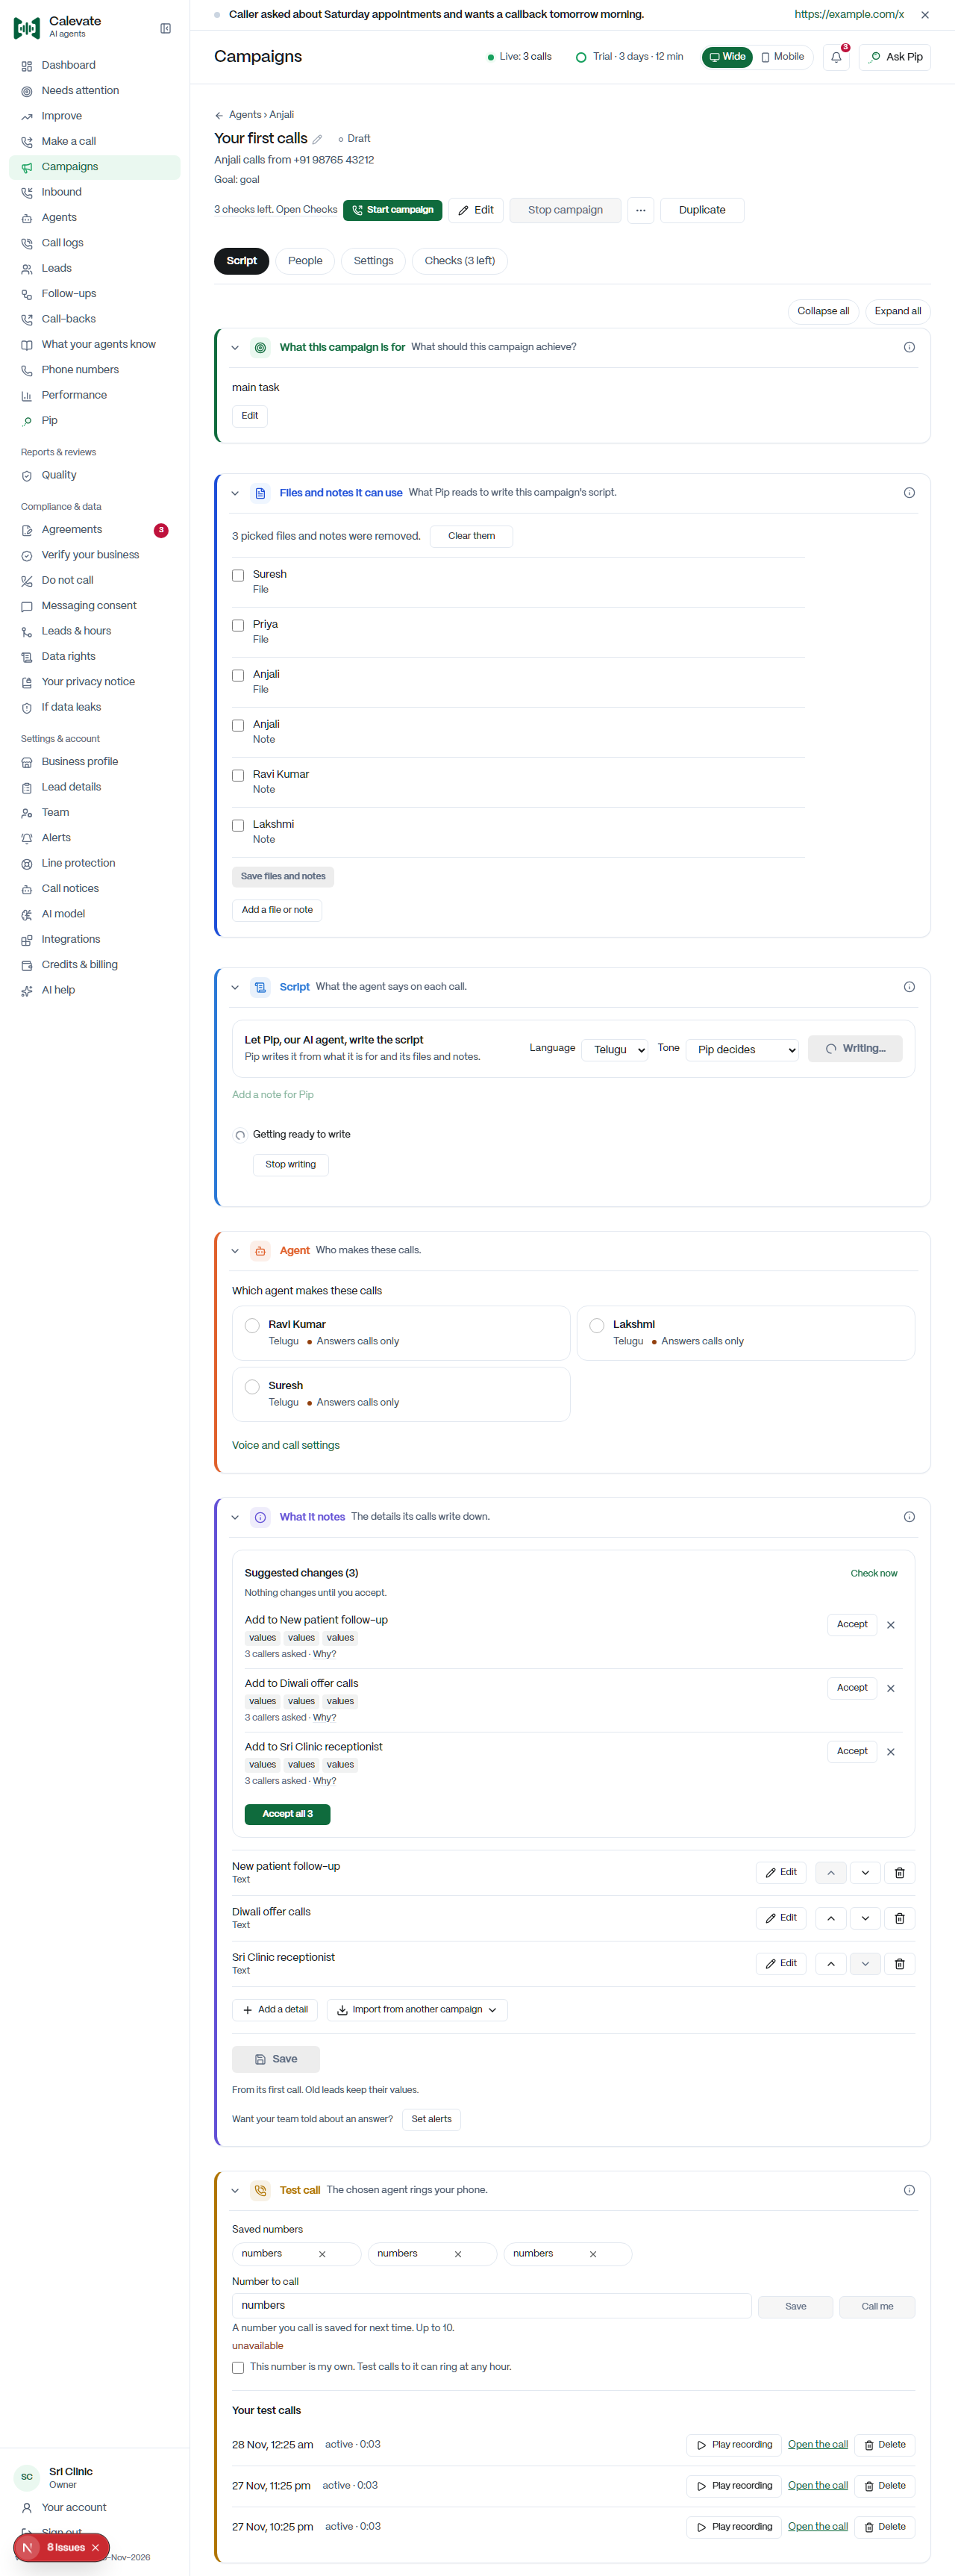 Calevate
AI agents
Dashboard
Needs attention
Improve
Make a call
Campaigns
Inbound
Agents
Call logs
Leads
Follow-ups
Call-backs
What your agents know
Phone numbers
Performance
Pip
Reports & reviews
Quality
Compliance & data
Agreements 3
Verify your business
Do not call
Messaging consent
Leads & hours
Data rights
Your privacy notice
If data leaks
Settings & account
Business profile
Lead details
Team
Alerts
Line protection
Call notices
AI model
Integrations
Credits & billing
AI help
SC
Sri Clinic
Owner
Your account
8 Issues
-Nov-2026
Caller asked about Saturday appointments and wants a callback tomorrow morning. https://example.com/x
Campaigns
Live: 3 calls Trial · 3 days · 12 min Wide Mobile 3 Ask Pip
Agents › Anjali
Your first calls Draft
Anjali calls from +91 98765 43212
Goal: goal
3 checks left. Open Checks Start campaign Edit Stop campaign Duplicate
Script People Settings Checks (3 left)
Collapse all Expand all
What this campaign is for What should this campaign achieve?
main task
Edit
Files and notes it can use What Pip reads to write this campaign's script.
3 picked files and notes were removed. Clear them
Suresh
File
Priya
File
Anjali
File
Anjali
Note
Ravi Kumar
Note
Lakshmi
Note
Save files and notes
Add a file or note
Script What the agent says on each call.
Let Pip, our AI agent, write the script
Pip writes it from what it is for and its files and notes.
Language Telugu Tone Pip decides Writing...
Add a note for Pip
Getting ready to write
Stop writing
Agent Who makes these calls.
Which agent makes these calls
Ravi Kumar
Telugu Answers calls only
Lakshmi
Telugu Answers calls only
Suresh
Telugu Answers calls only
Voice and call settings
What it notes The details its calls write down.
Suggested changes (3) Check now
Nothing changes until you accept.
Add to New patient follow-up Accept
values values values
3 callers asked · Why?
Add to Diwali offer calls Accept
values values values
3 callers asked · Why?
Add to Sri Clinic receptionist Accept
values values values
3 callers asked · Why?
Accept all 3
New patient follow-up Edit
Text
Diwali offer calls Edit
Text
Sri Clinic receptionist Edit
Text
Add a detail Import from another campaign
Save
From its first call. Old leads keep their values.
Want your team told about an answer? Set alerts
Test call The chosen agent rings your phone.
Saved numbers
numbers numbers numbers
Number to call
numbers Save Call me
A number you call is saved for next time. Up to 10.
unavailable
This number is my own. Test calls to it can ring at any hour.
Your test calls
28 Nov, 12:25 am active · 0:03 Play recording Open the call Delete
27 Nov, 11:25 pm active · 0:03 Play recording Open the call Delete
27 Nov, 10:25 pm active · 0:03 Play recording Open the call Delete